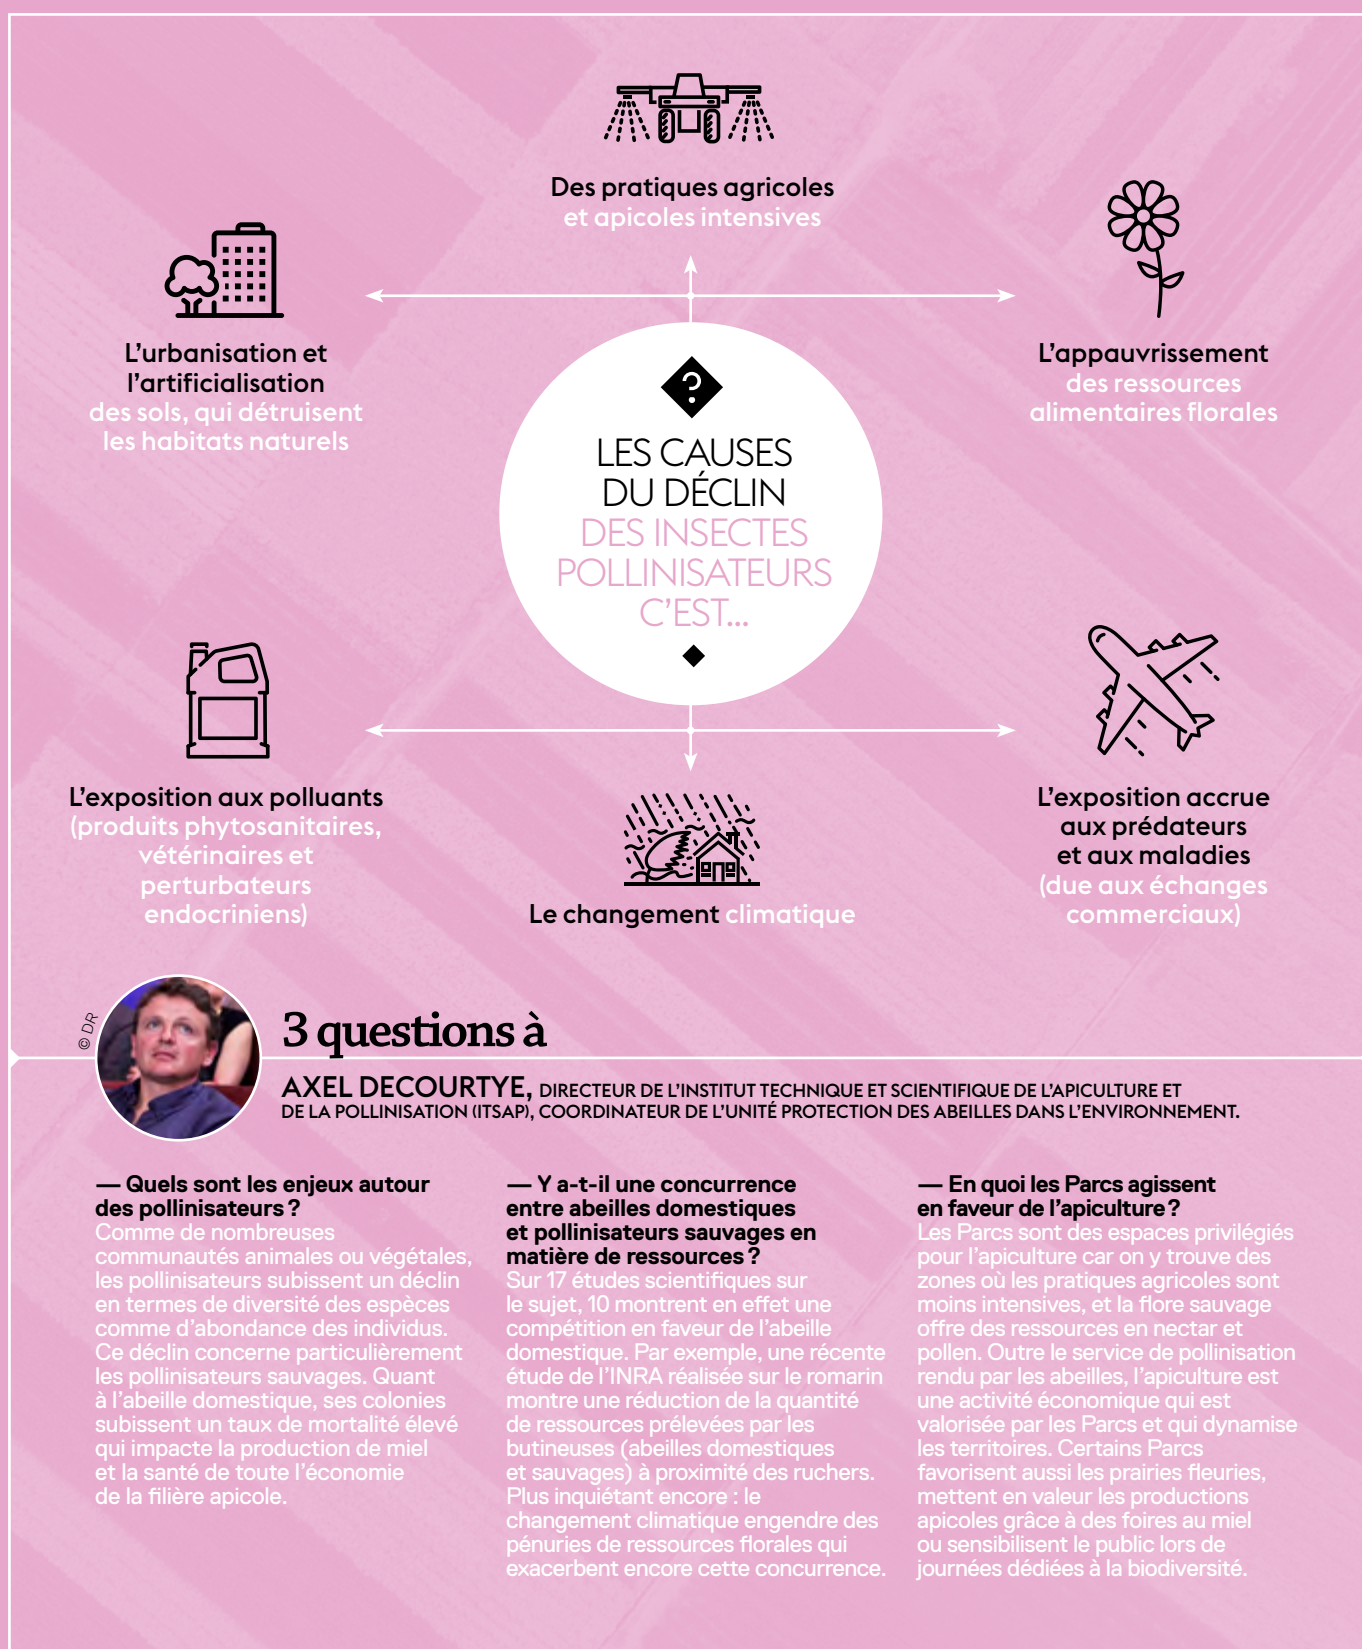 Des pratiques agricoles
et apicoles intensives
L'urbanisation et
l'artificialisation
des sols, qui détruisent
les habitats naturels
L'appauvrissement
des ressources
alimentaires florales
?
LES CAUSES
DU DÉCLIN
DES INSECTES
POLLINISATEURS
C'EST...
L'exposition aux polluants
(produits phytosanitaires,
vétérinaires et
perturbateurs
endocriniens)
Le changement climatique
L'exposition accrue
aux prédateurs
et aux maladies
(due aux échanges
commerciaux)
© DR
3 questions à
AXEL DECOURTYE, DIRECTEUR DE L'INSTITUT TECHNIQUE ET SCIENTIFIQUE DE L'APICULTURE ET
DE LA POLLINISATION (ITSAP), COORDINATEUR DE L'UNITÉ PROTECTION DES ABEILLES DANS L'ENVIRONNEMENT.
— Quels sont les enjeux autour
des pollinisateurs ?
Comme de nombreuses
communautés animales ou végétales,
les pollinisateurs subissent un déclin
en termes de diversité des espèces
comme d'abondance des individus.
Ce déclin concerne particulièrement
les pollinisateurs sauvages. Quant
à l'abeille domestique, ses colonies
subissent un taux de mortalité élevé
qui impacte la production de miel
et la santé de toute l'économie
de la filière apicole.
— Y a-t-il une concurrence
entre abeilles domestiques
et pollinisateurs sauvages en
matière de ressources ?
Sur 17 études scientifiques sur
le sujet, 10 montrent en effet une
compétition en faveur de l'abeille
domestique. Par exemple, une récente
étude de l'INRA réalisée sur le romarin
montre une réduction de la quantité
de ressources prélevées par les
butineuses (abeilles domestiques
et sauvages) à proximité des ruchers.
Plus inquiétant encore : le
changement climatique engendre des
pénuries de ressources florales qui
exacerbent encore cette concurrence.
— En quoi les Parcs agissent
en faveur de l'apiculture ?
Les Parcs sont des espaces privilégiés
pour l'apiculture car on y trouve des
zones où les pratiques agricoles sont
moins intensives, et la flore sauvage
offre des ressources en nectar et
pollen. Outre le service de pollinisation
rendu par les abeilles, l'apiculture est
une activité économique qui est
valorisée par les Parcs et qui dynamise
les territoires. Certains Parcs
favorisent aussi les prairies fleuries,
mettent en valeur les productions
apicoles grâce à des foires au miel
ou sensibilisent le public lors de
journées dédiées à la biodiversité.